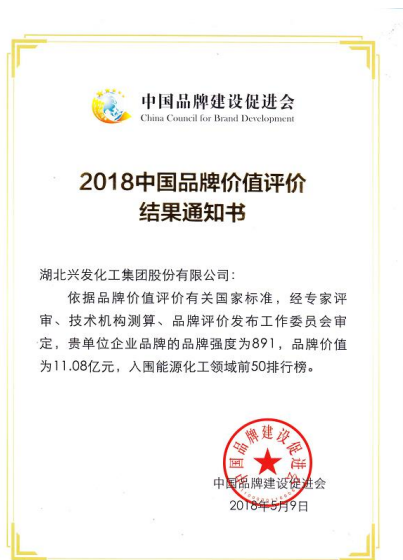 中国品牌建设促进会
China Council for Brand Development
2018中国品牌价值评价
结果通知书
湖北兴发化工集团股份有限公司：
依据品牌价值评价有关国家标准，经专家评
审、技术机构测算、品牌评价发布工作委员会审
定，贵单位企业品牌的品牌强度为891，品牌价值
为11.08亿元，入围能源化工领域前50排行榜。
中国品牌建设促进会
中国品牌建设促进会
2018年5月9日